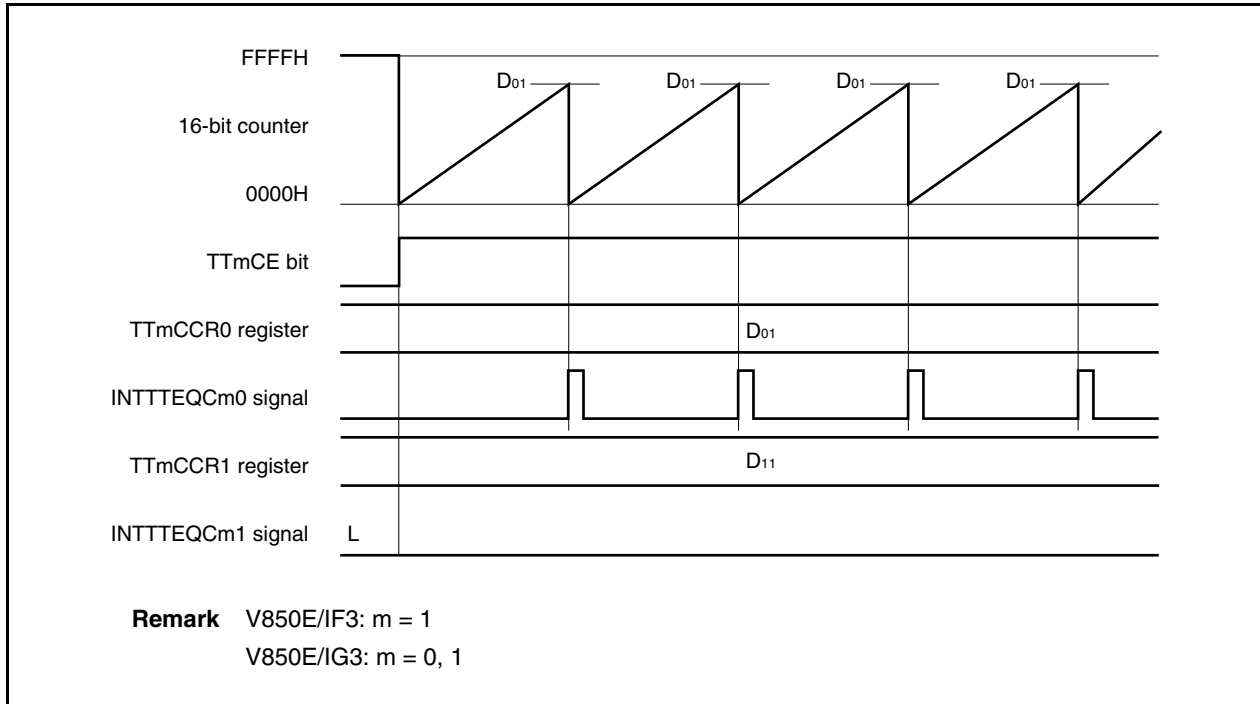 FFFFH
D01 D01 D01 D01
16-bit counter
0000H
TTmCE bit
TTmCCR0 register
D01
INTTTEQCm0 signal
TTmCCR1 register
D11
INTTTEQCm1 signal L
Remark V850E/IF3: m = 1
V850E/IG3: m = 0, 1